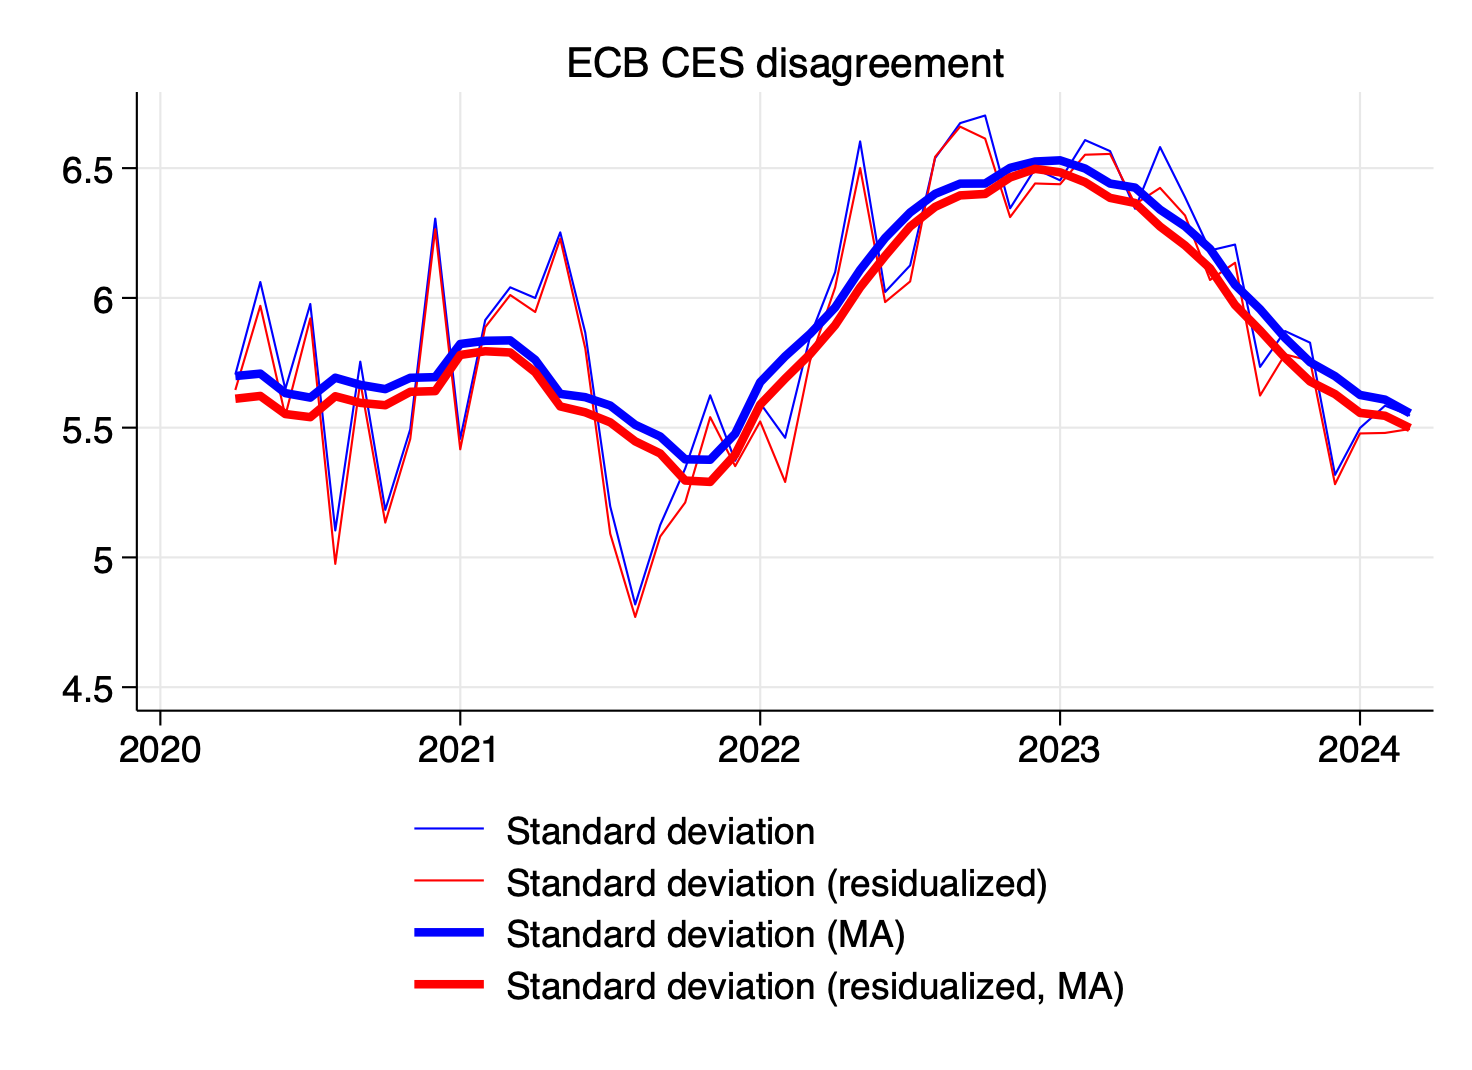 ECB CES disagreement
6.5
6
5.5
5
4.5
2020 2021 2022 2023 2024
Standard deviation
Standard deviation (residualized)
Standard deviation (MA)
Standard deviation (residualized, MA)